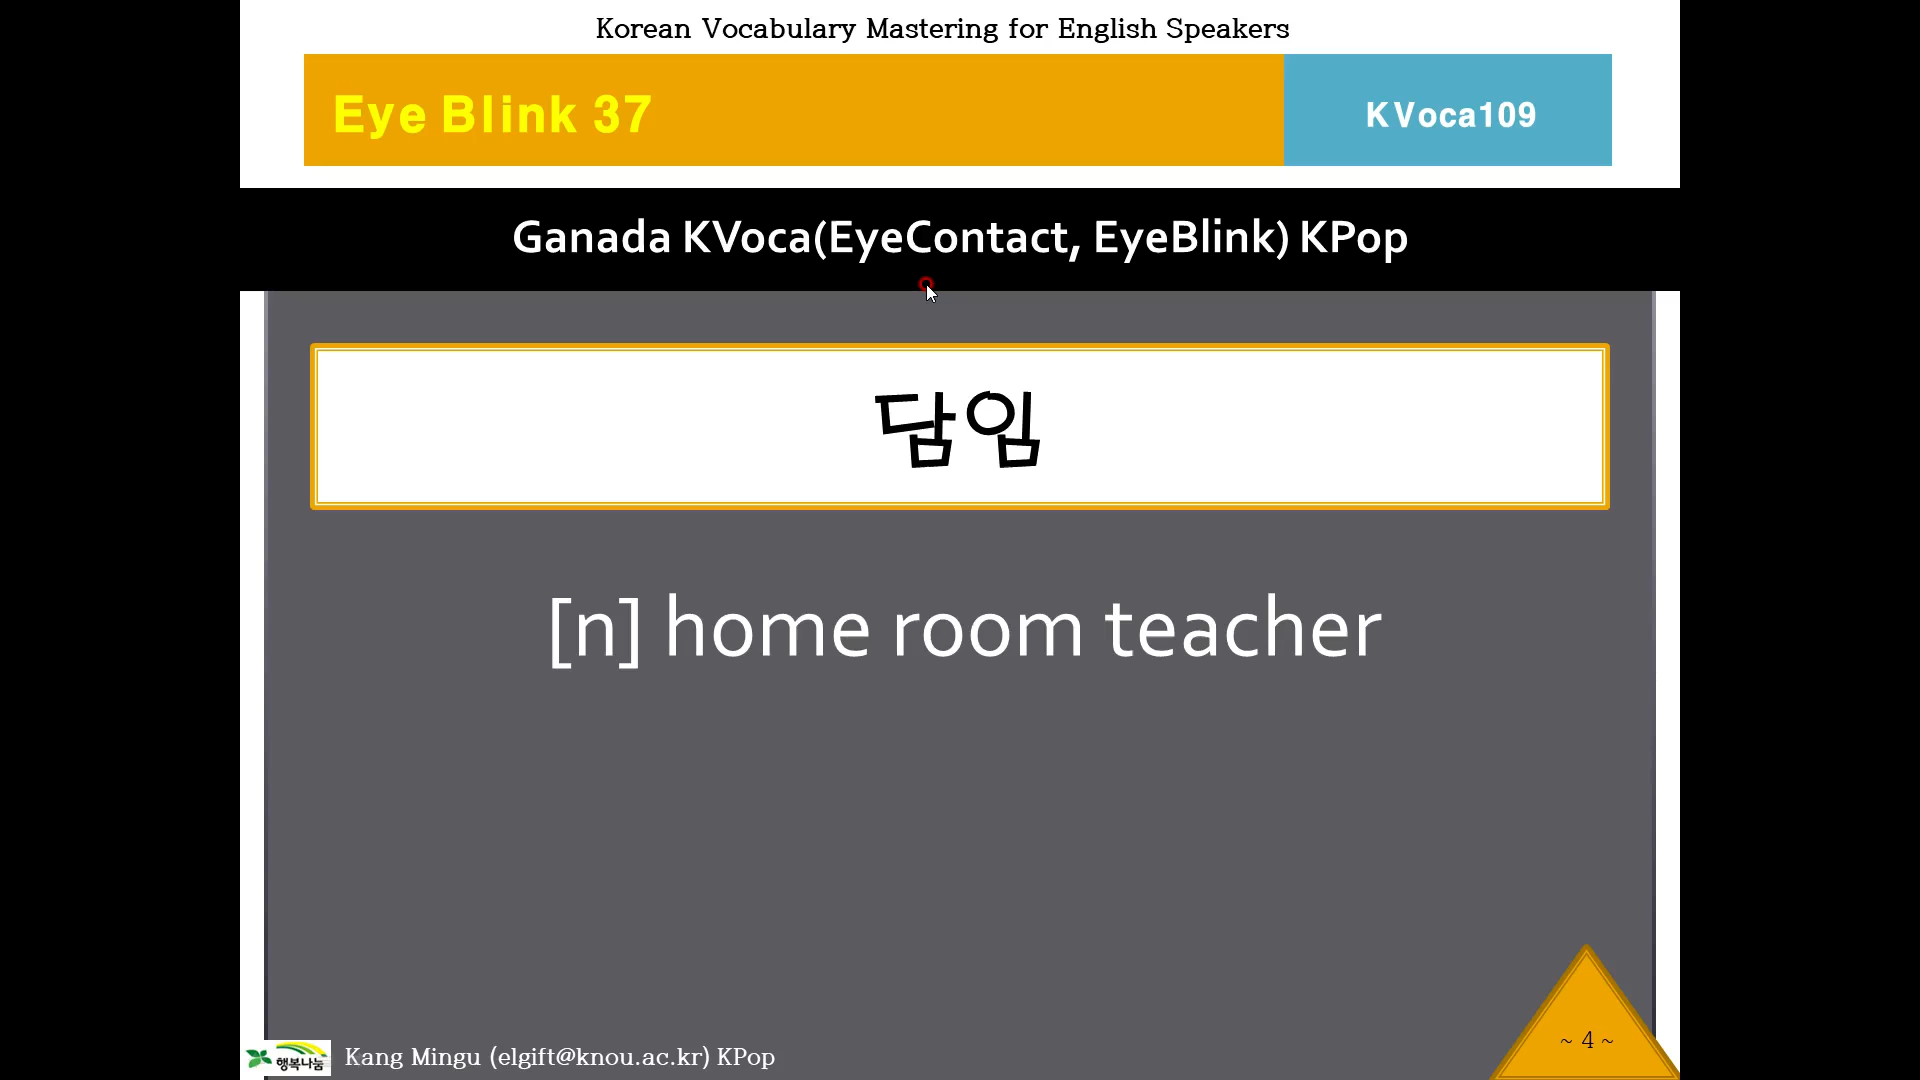 Korean Vocabulary Mastering for English Speakers
Eye Blink 37
KVoca109
Ganada KVoca(EyeContact, EyeBlink) KPop
담임
[n] home room teacher
~ 4 ~
행복나눔
Kang Mingu (elgift@knou.ac.kr) KPop